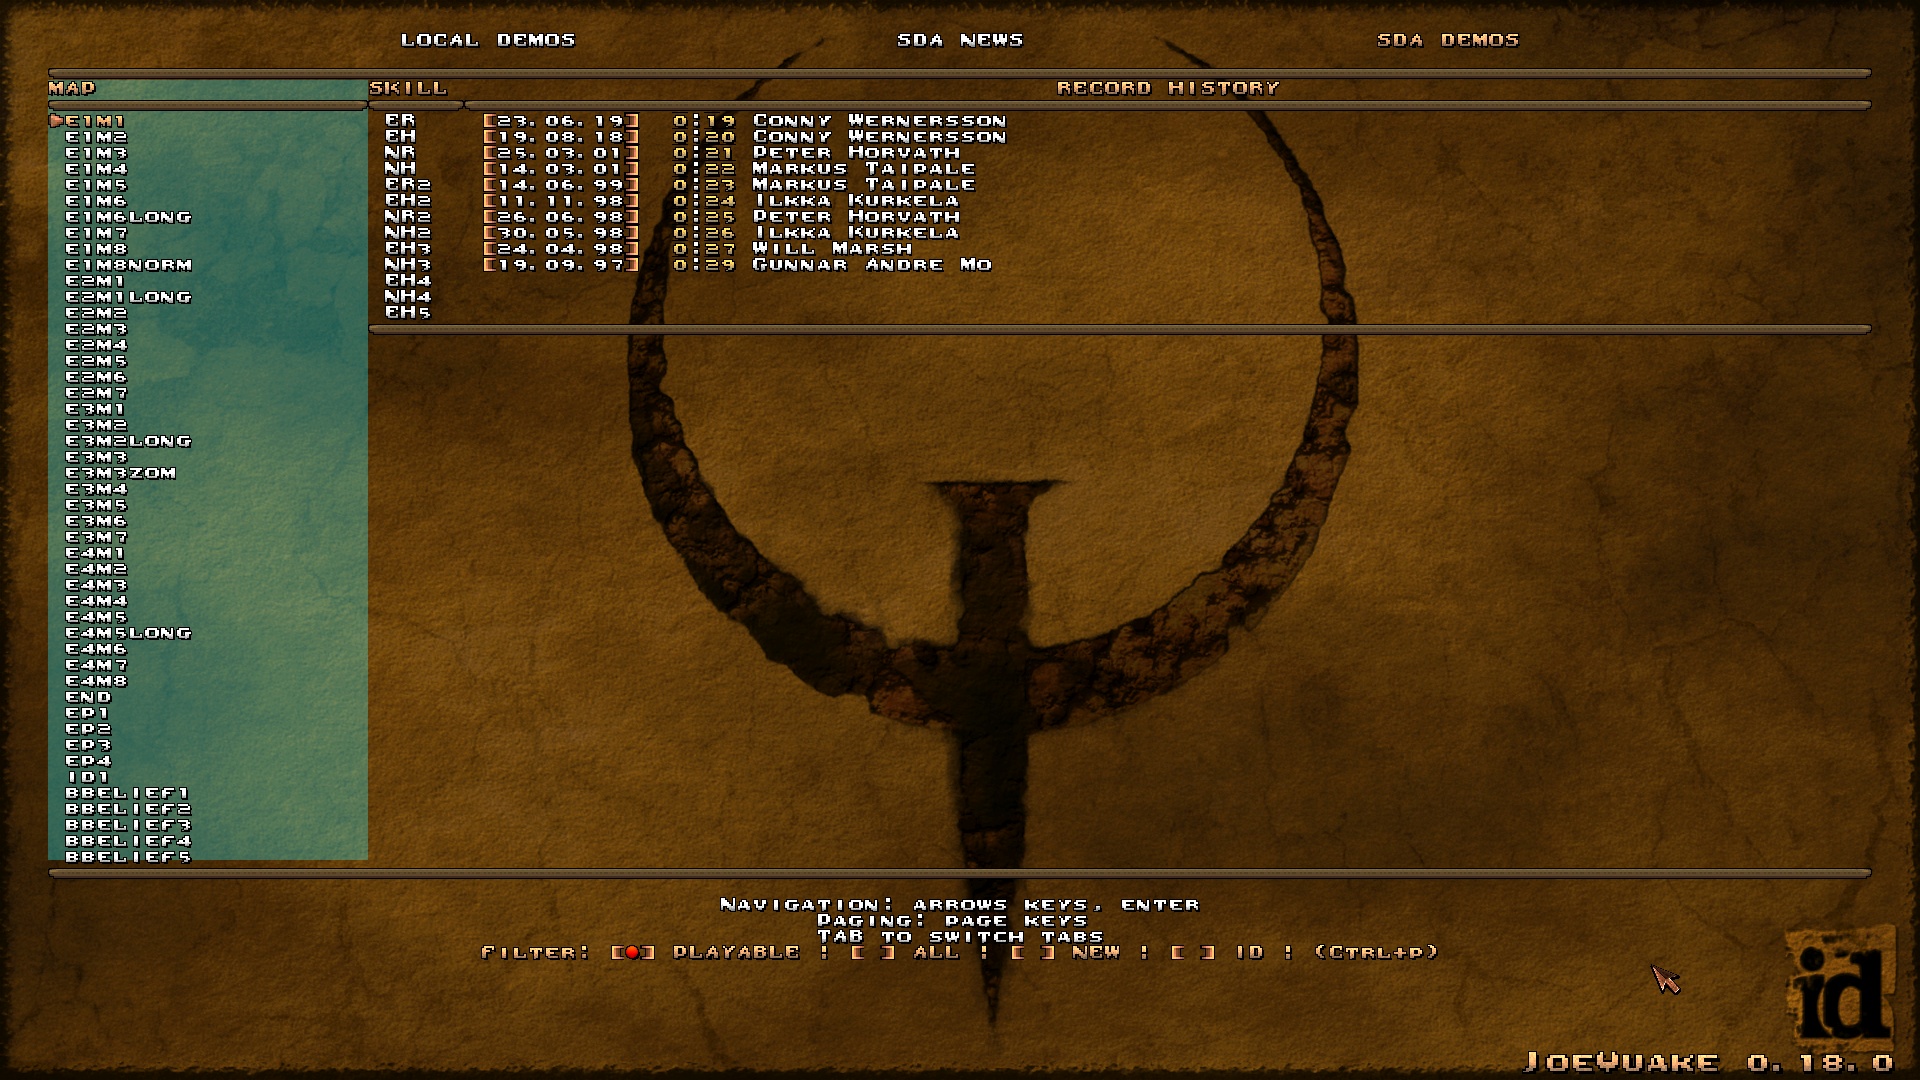 LOCAL DEMOS SDA NEWS SDA DEMOS
MAP SKILL RECORD HISTORY
E1M1 ER [23.06.19] 0:19 CONNY WERNERSSON
E1M2 EH [19.08.18] 0:20 CONNY WERNERSSON
E1M3 NR [25.03.01] 0:21 PETER HORVATH
E1M4 NH [14.03.01] 0:22 MARKUS TAIPALE
E1M5 ER2 [14.06.99] 0:23 MARKUS TAIPALE
E1M6 EH2 [11.11.98] 0:24 ILKKA KURKELA
E1M6LONG NR2 [26.06.98] 0:25 PETER HORVATH
E1M7 NH2 [30.05.98] 0:26 ILKKA KURKELA
E1M8 EH3 [24.04.98] 0:27 WILL MARSH
E1M8NORM NH3 [19.09.97] 0:29 GUNNAR ANDRE MO
E2M1 EH4
E2M1LONG NH4
E2M2 EH5
E2M3
E2M4
E2M5
E2M6
E2M7
E3M1
E3M2
E3M2LONG
E3M3
E3M3ZOM
E3M4
E3M5
E3M6
E3M7
E4M1
E4M2
E4M3
E4M4
E4M5
E4M5LONG
E4M6
E4M7
E4M8
END
EP1
EP2
EP3
EP4
ID1
BBELIEF1
BBELIEF2
BBELIEF3
BBELIEF4
BBELIEF5
NAVIGATION: ARROWS KEYS, ENTER
PAGING: PAGE KEYS
TAB TO SWITCH TABS
FILTER: [●] PLAYABLE : [ ] ALL : [ ] NEW : [ ] ID : (CTRL+P)
id
JOEQUAKE 0.18.0